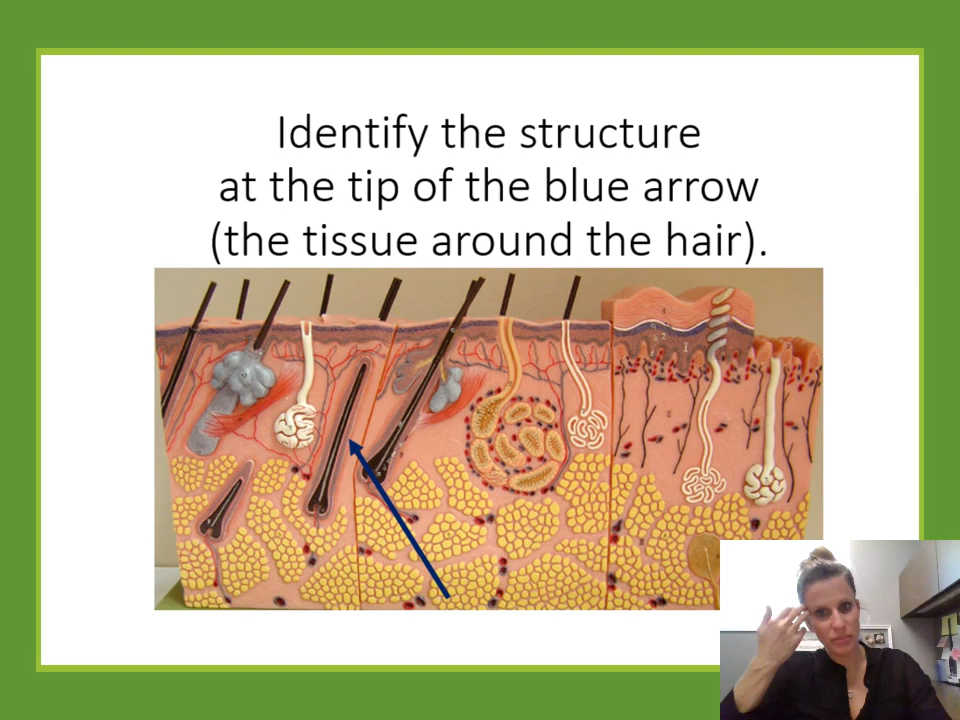 Identify the structure
at the tip of the blue arrow
(the tissue around the hair).